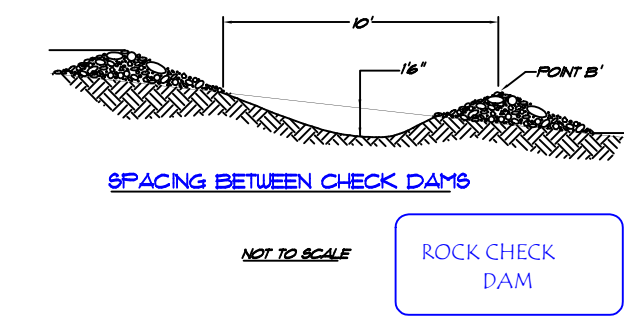 10'
1'6"
POINT B'
SPACING BETWEEN CHECK DAMS
NOT TO SCALE
ROCK CHECK
DAM